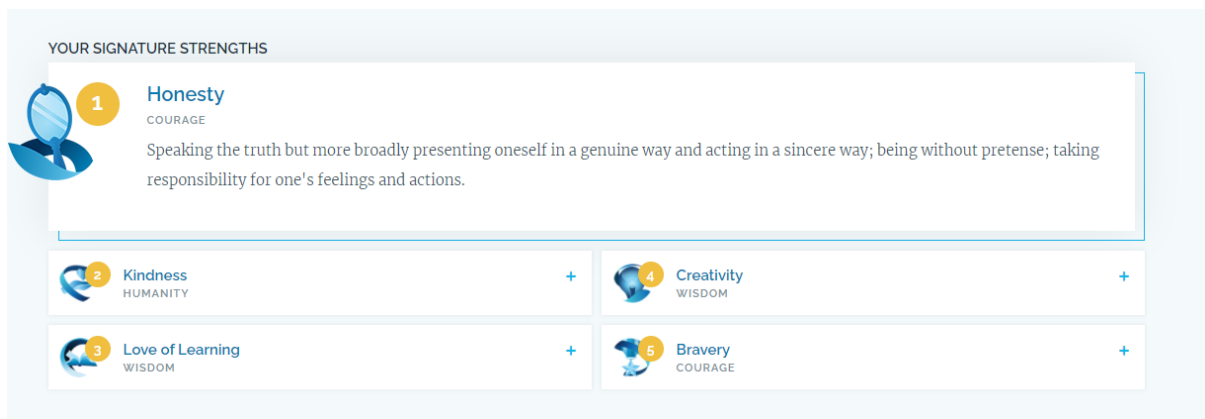 YOUR SIGNATURE STRENGTHS
1
Honesty
COURAGE
Speaking the truth but more broadly presenting oneself in a genuine way and acting in a sincere way; being without pretense; taking
responsibility for one's feelings and actions.
2
Kindness
+
HUMANITY
3
Love of Learning
+
WISDOM
4
Creativity
+
WISDOM
5
Bravery
+
COURAGE